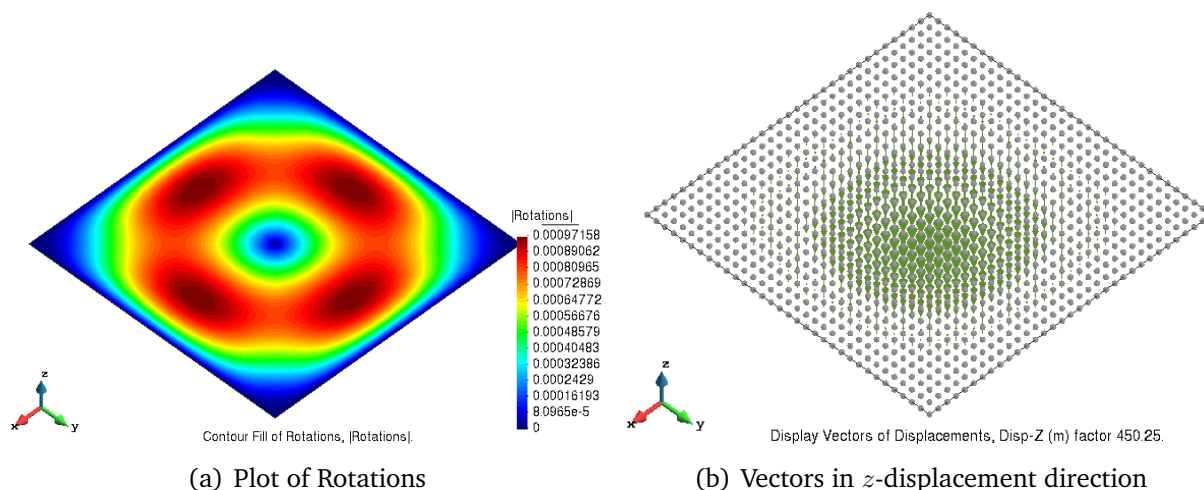 |Rotations|
0.00097158
0.00089062
0.00080965
0.00072869
0.00064772
0.00056676
0.00048579
0.00040483
0.00032386
0.0002429
0.00016193
8.0965e-5
0
z
x
y
Contour Fill of Rotations, |Rotations|.
(a) Plot of Rotations
z
x
y
Display Vectors of Displacements, Disp-Z (m) factor 450.25.
(b) Vectors in z-displacement direction